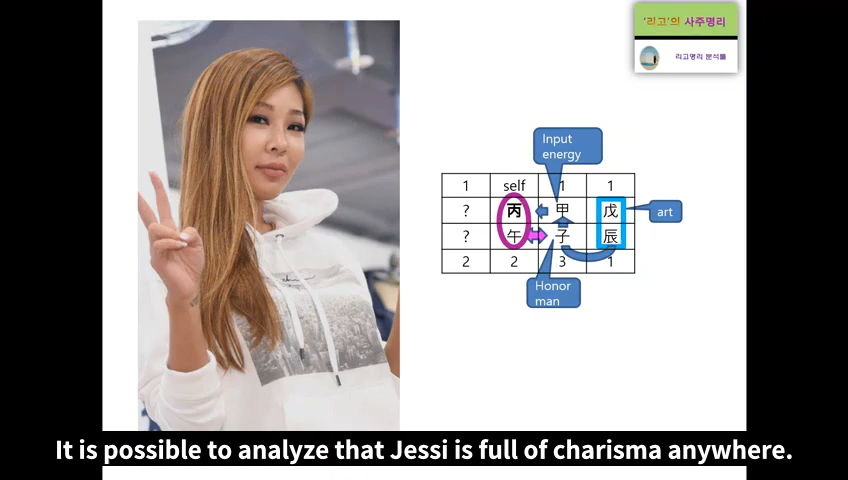 '리고'의 사주명리
리고명리 분석틀
Input
energy
1 self 1 1
? 丙 甲 戊
art
? 午 子 辰
2 2 3 1
Honor
man
It is possible to analyze that Jessi is full of charisma anywhere.